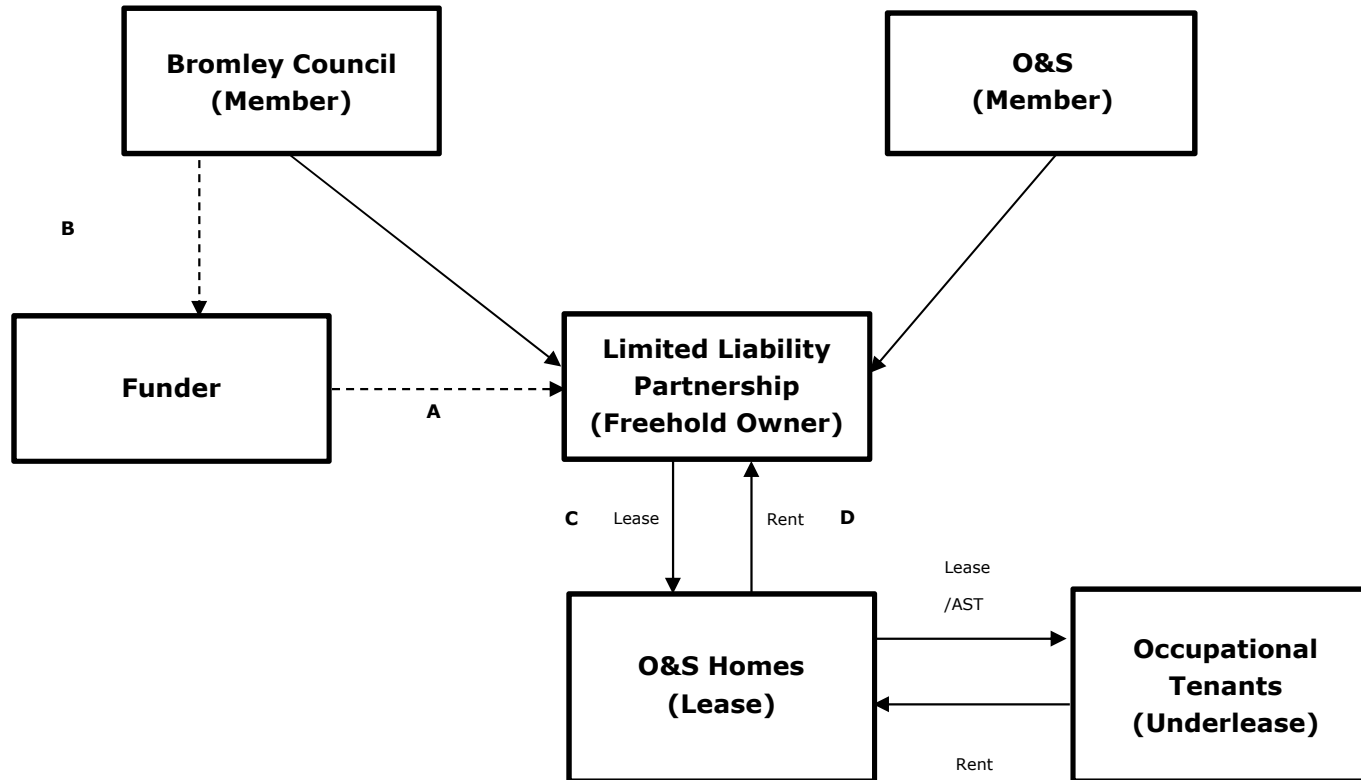 Bromley Council
(Member)
O&S
(Member)
B
Funder
A
Limited Liability
Partnership
(Freehold Owner)
C
Lease
Rent
D
Lease
/AST
O&S Homes
(Lease)
Occupational
Tenants
(Underlease)
Rent